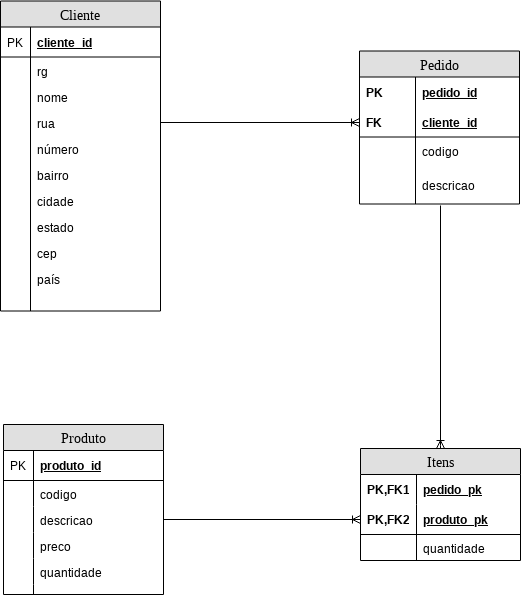 Cliente
PK cliente_id
rg
nome
rua
número
bairro
cidade
estado
cep
país
Pedido
PK pedido_id
FK cliente_id
codigo
descricao
Produto
PK produto_id
codigo
descricao
preco
quantidade
Itens
PK,FK1 pedido_pk
PK,FK2 produto_pk
quantidade